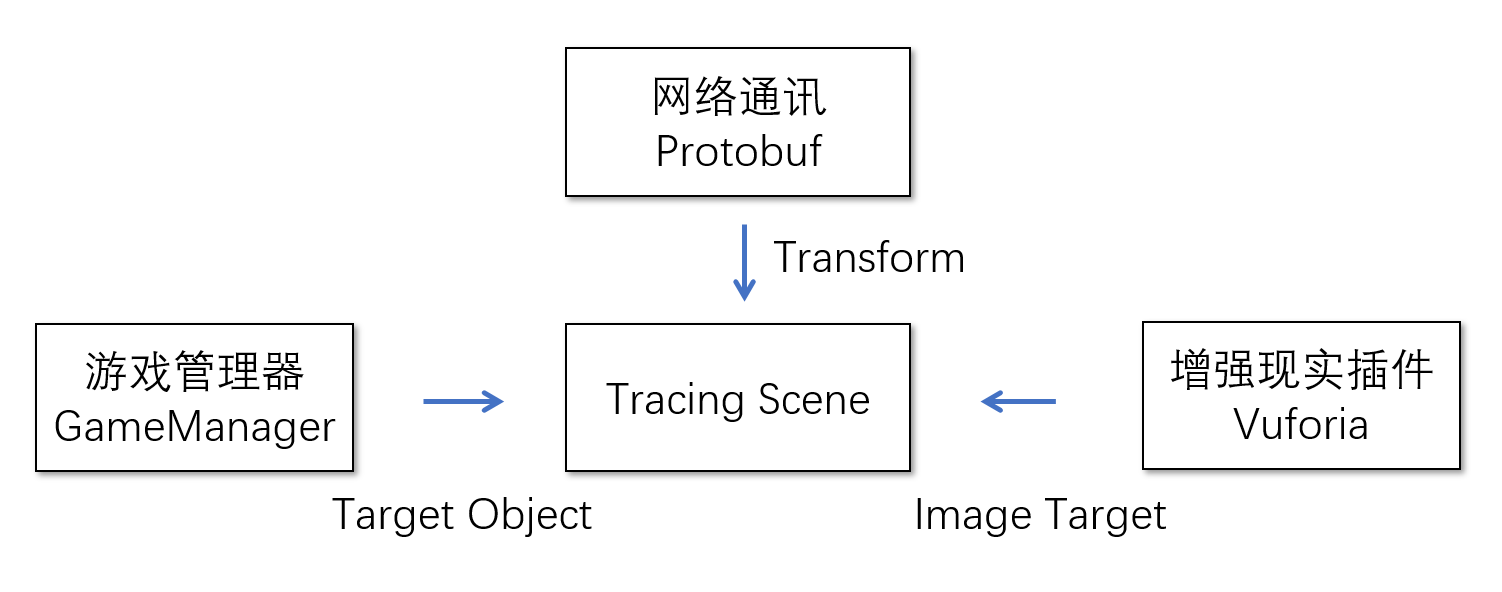 网络通讯
Protobuf
Transform
游戏管理器
GameManager
Tracing Scene
增强现实插件
Vuforia
Target Object
Image Target